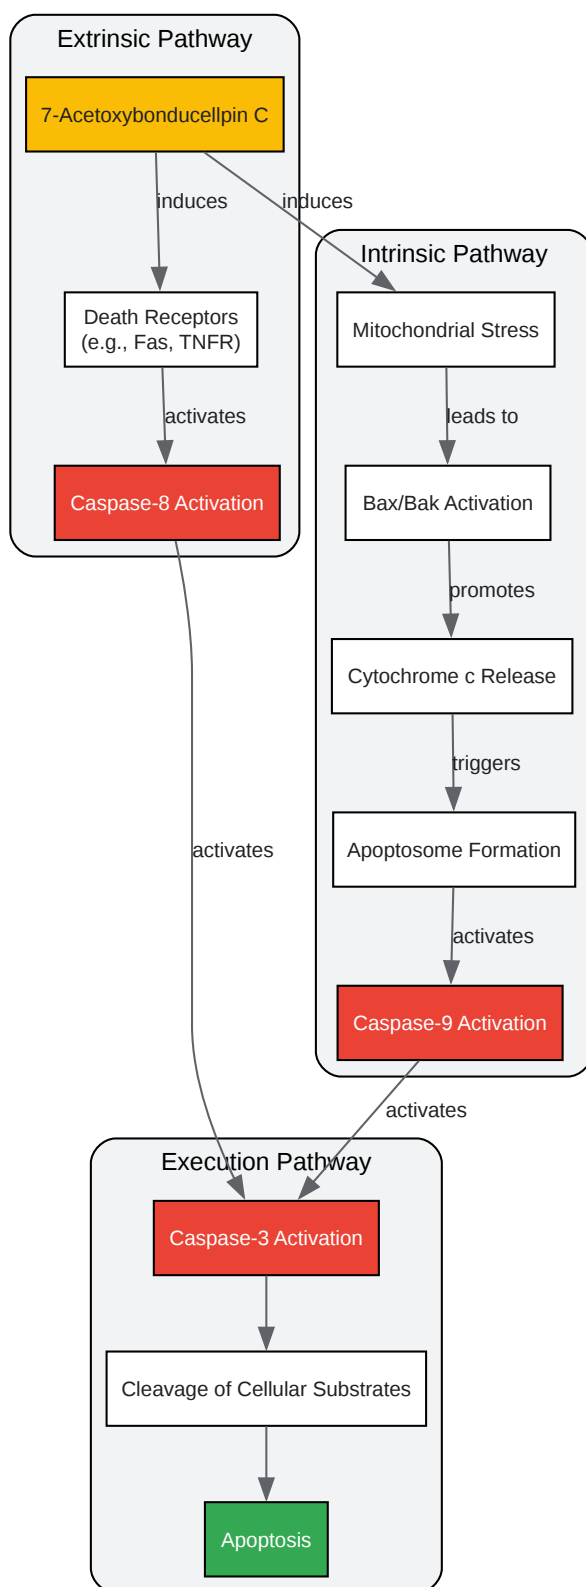 Extrinsic Pathway
7-Acetoxybonducellpin C
induces
induces
Intrinsic Pathway
Death Receptors
(e.g., Fas, TNFR)
Mitochondrial Stress
activates
leads to
Caspase-8 Activation
Bax/Bak Activation
promotes
Cytochrome c Release
triggers
activates
Apoptosome Formation
activates
Caspase-9 Activation
activates
Execution Pathway
Caspase-3 Activation
Cleavage of Cellular Substrates
Apoptosis